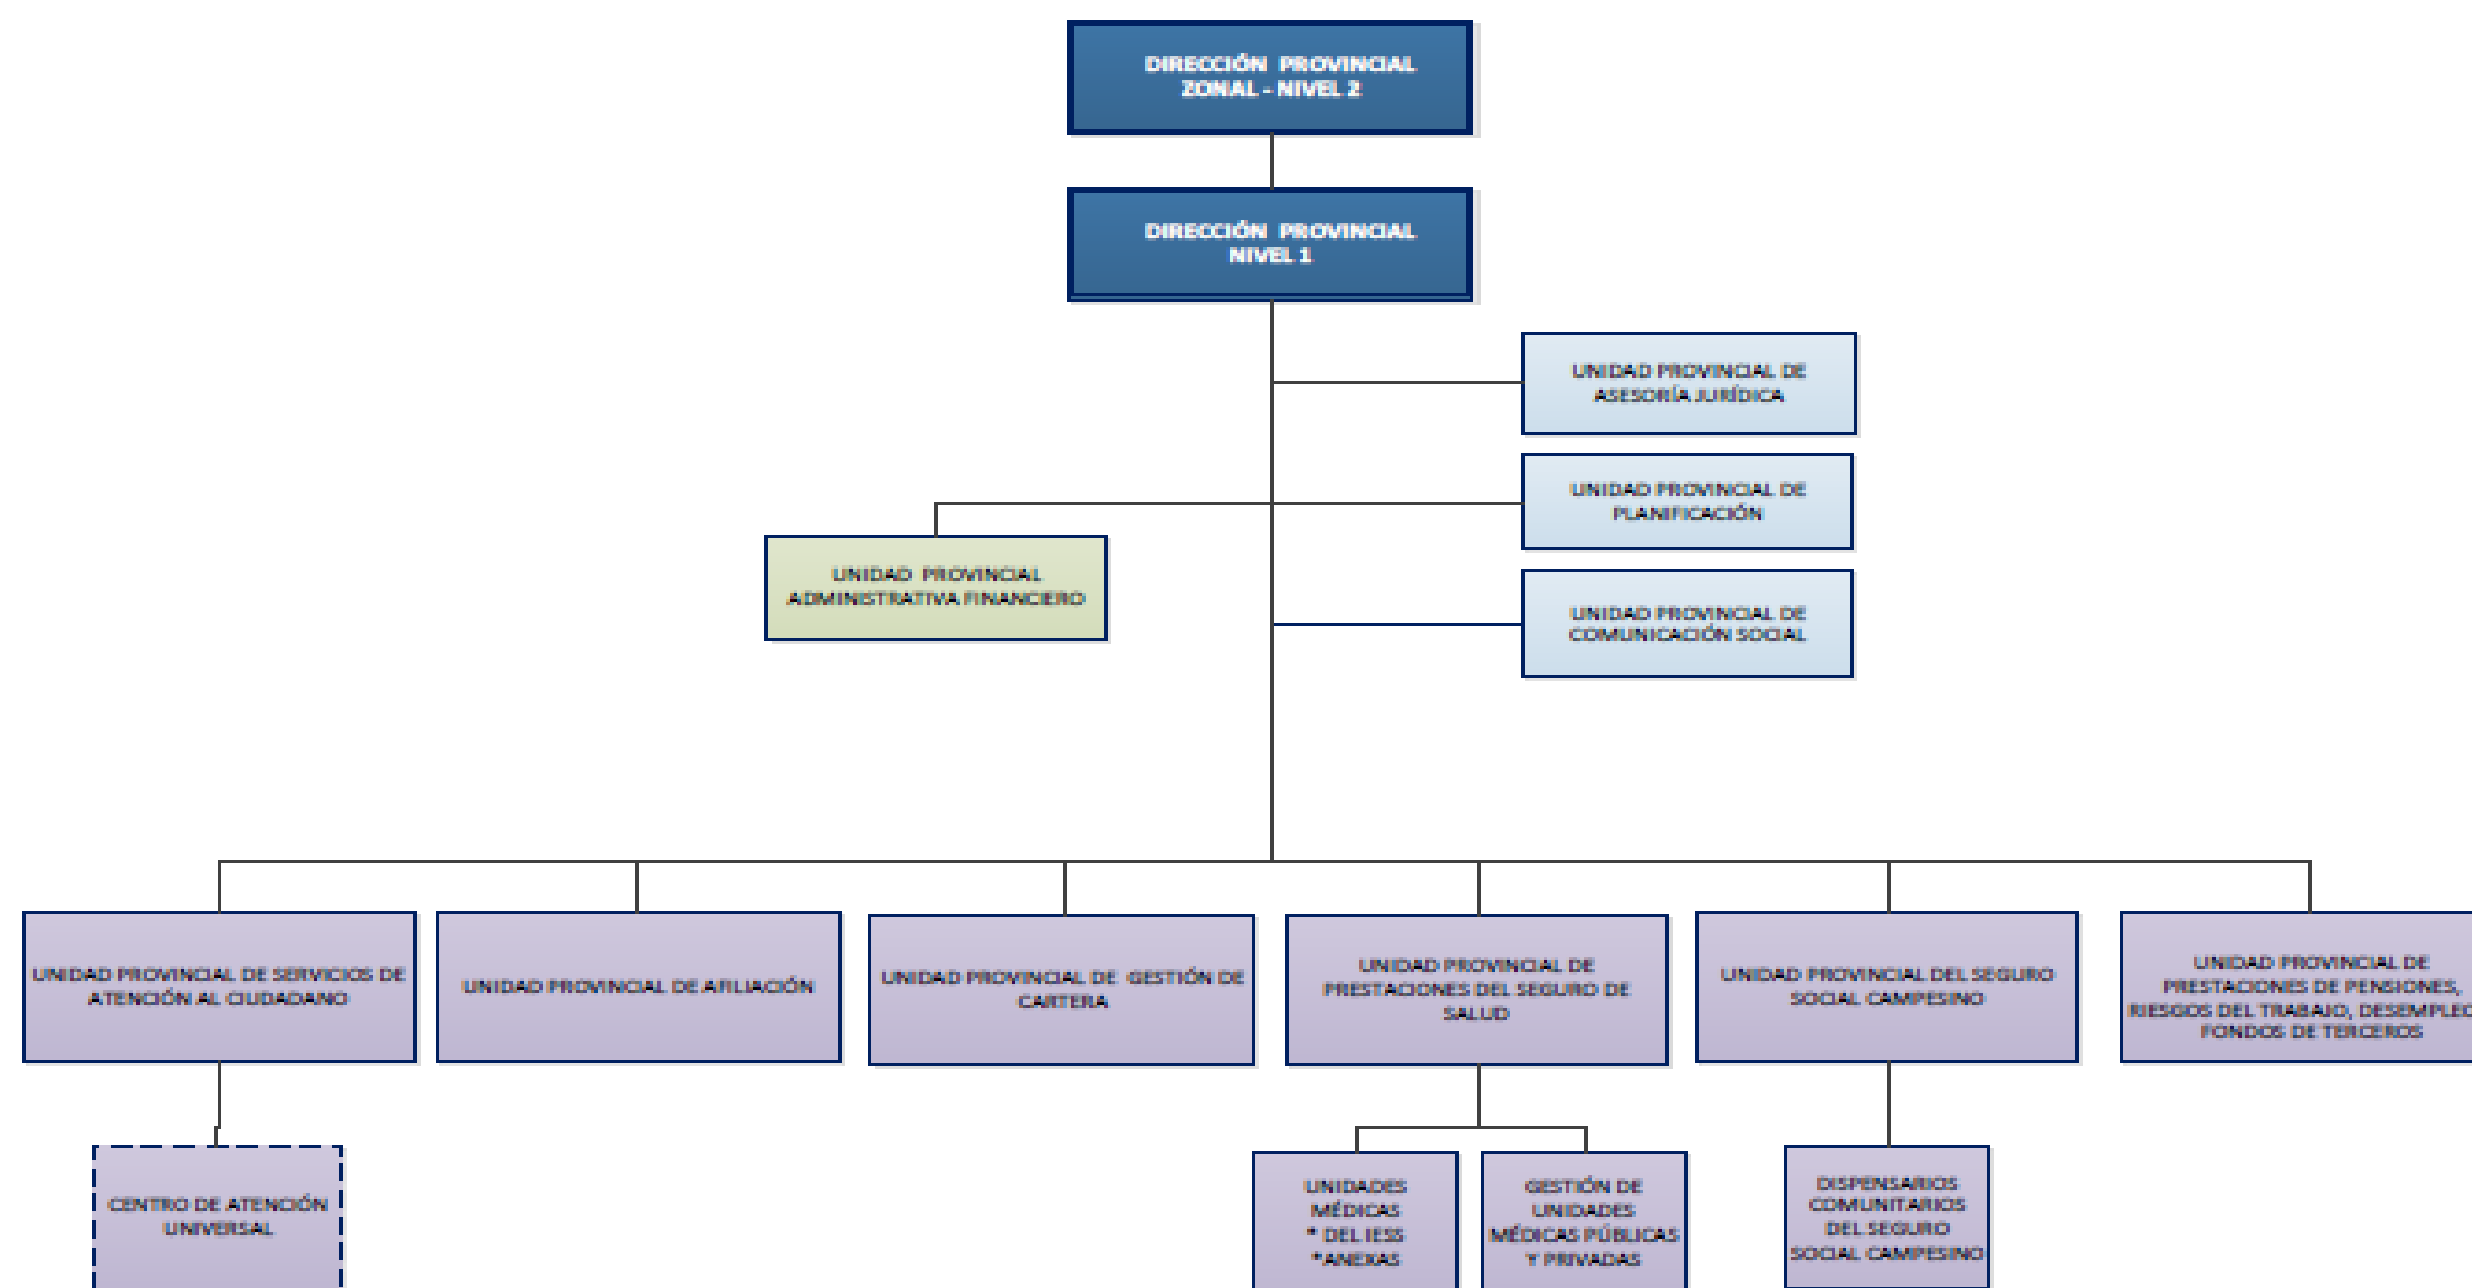 DIRECCIÓN PROVINCIAL
ZONAL - NIVEL 2
DIRECCIÓN PROVINCIAL
NIVEL 1
UNIDAD PROVINCIAL DE
ASESORÍA JURÍDICA
UNIDAD PROVINCIAL DE
PLANIFICACIÓN
UNIDAD PROVINCIAL
ADMINISTRATIVA FINANCIERO
UNIDAD PROVINCIAL DE
COMUNICACIÓN SOCIAL
UNIDAD PROVINCIAL DE SERVICIOS DE
ATENCIÓN AL CIUDADANO
UNIDAD PROVINCIAL DE AFILIACIÓN
UNIDAD PROVINCIAL DE GESTIÓN DE
CARTERA
UNIDAD PROVINCIAL DE
PRESTACIONES DEL SEGURO DE
SALUD
UNIDAD PROVINCIAL DEL SEGURO
SOCIAL CAMPESINO
UNIDAD PROVINCIAL DE
PRESTACIONES DE PENSIONES,
RIESGOS DEL TRABAJO, DESEMPLEO
FONDOS DE TERCEROS
CENTRO DE ATENCIÓN
UNIVERSAL
UNIDADES
MÉDICAS
* DEL IESS
*ANEXAS
GESTIÓN DE
UNIDADES
MÉDICAS PÚBLICAS
Y PRIVADAS
DISPENSARIOS
COMUNITARIOS
DEL SEGURO
SOCIAL CAMPESINO